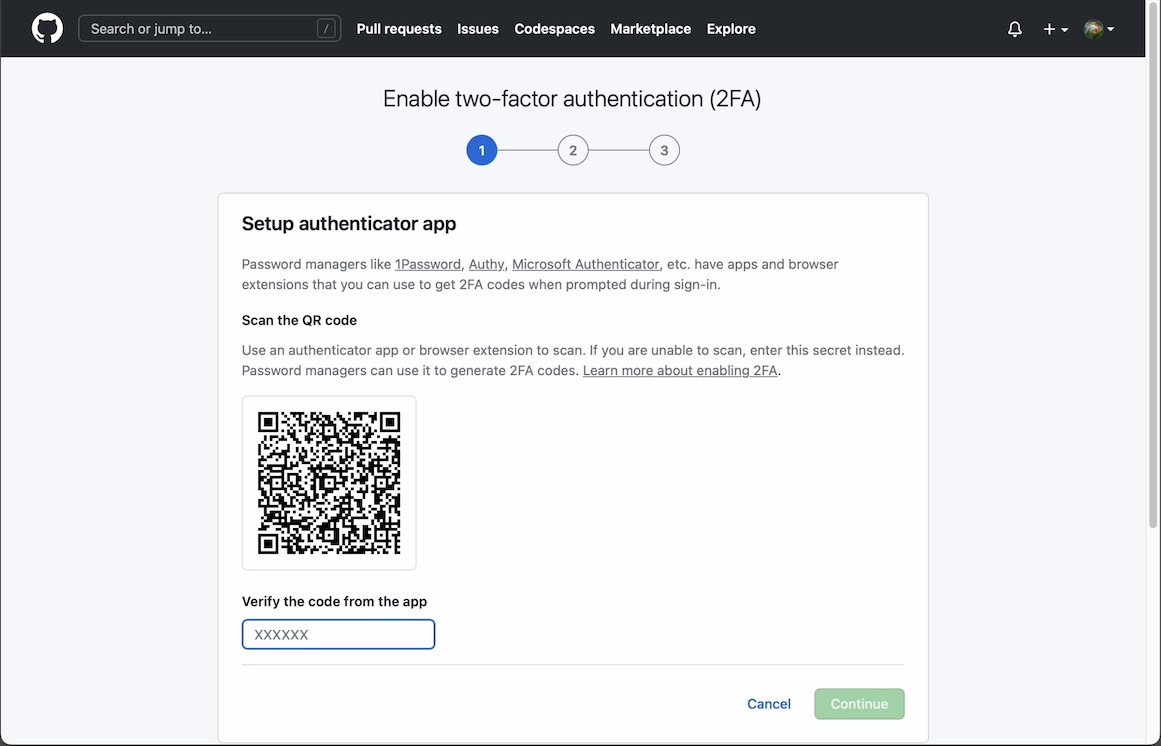 Search or jump to... / Pull requests Issues Codespaces Marketplace Explore
Enable two-factor authentication (2FA)
1 2 3
Setup authenticator app
Password managers like 1Password, Authy, Microsoft Authenticator, etc. have apps and browser
extensions that you can use to get 2FA codes when prompted during sign-in.
Scan the QR code
Use an authenticator app or browser extension to scan. If you are unable to scan, enter this secret instead.
Password managers can use it to generate 2FA codes. Learn more about enabling 2FA.
Verify the code from the app
XXXXXX
Cancel Continue